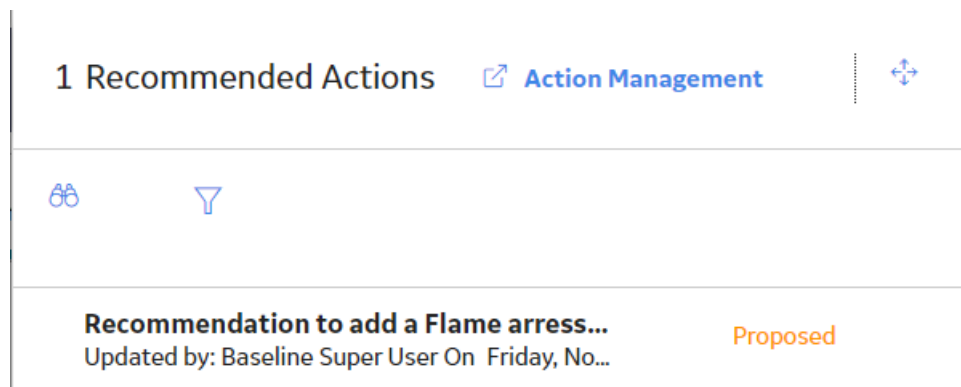 1 Recommended Actions Action Management
Recommendation to add a Flame arress...
Proposed
Updated by: Baseline Super User On Friday, No...